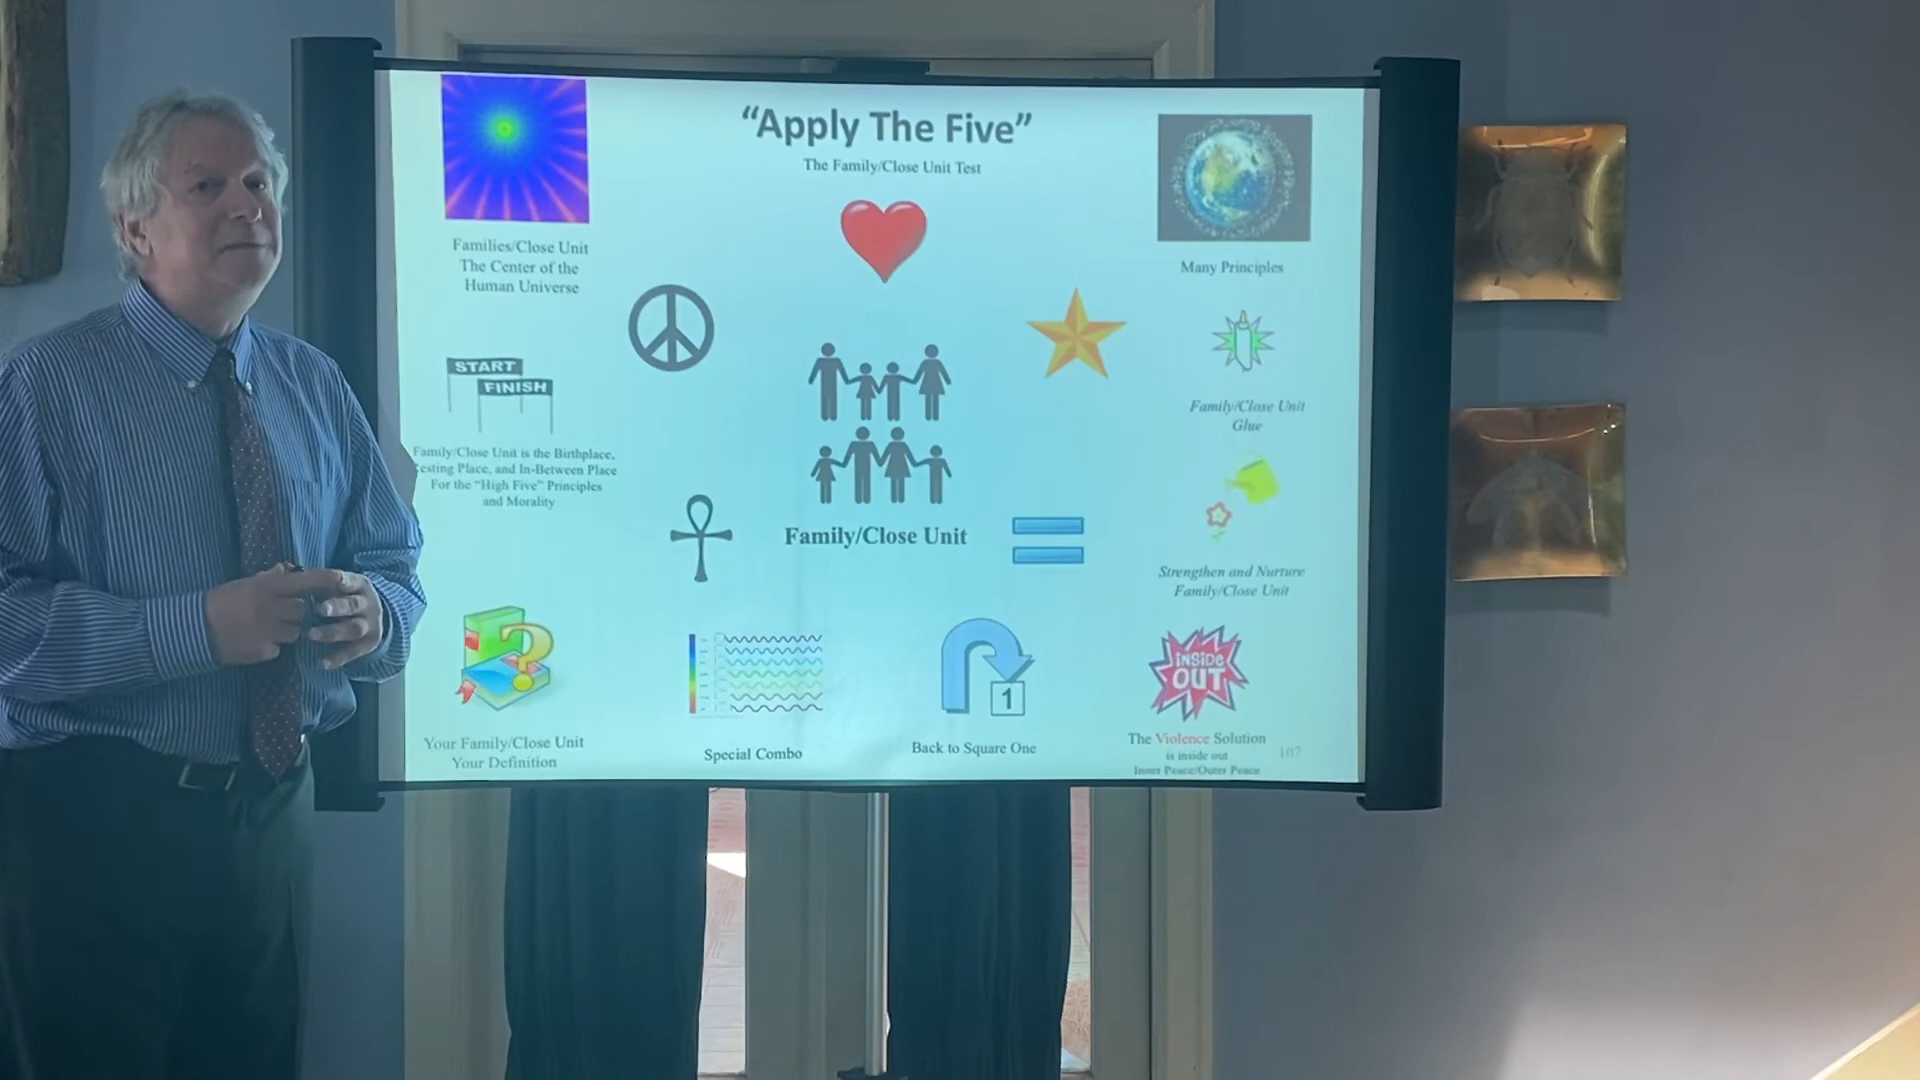 “Apply The Five”
The Family/Close Unit Test
Families/Close Unit
The Center of the
Human Universe
Many Principles
START
FINISH
Family/Close Unit is the Birthplace,
Place, and In-Between Place
For the “High Five” Principles
and Morality
Family/Close Unit
Glue
Family/Close Unit
Strengthen and Nurture
Family/Close Unit
Your Family/Close Unit
Your Definition
Special Combo
1
Back to Square One
INSIDE
OUT
The Violence Solution
is inside out
Inner Peace/Outer Peace
107